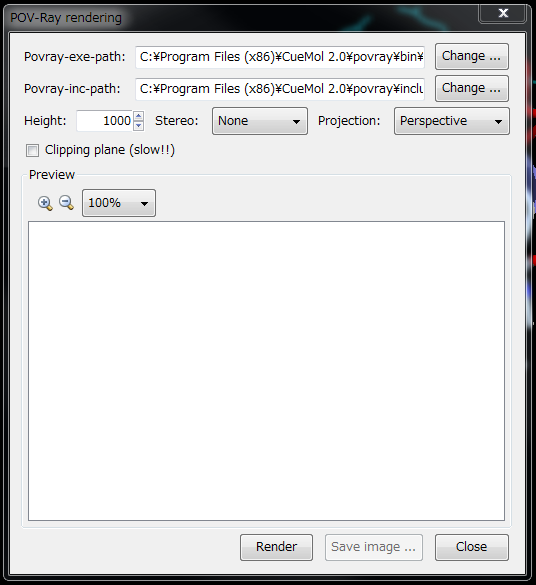 POV-Ray rendering
Povray-exe-path: C:¥Program Files (x86)¥CueMol 2.0¥povray¥bin¥ Change ...
Povray-inc-path: C:¥Program Files (x86)¥CueMol 2.0¥povray¥inclu Change ...
Height: 1000 Stereo: None Projection: Perspective
Clipping plane (slow!!)
Preview
100%
Render Save image ... Close